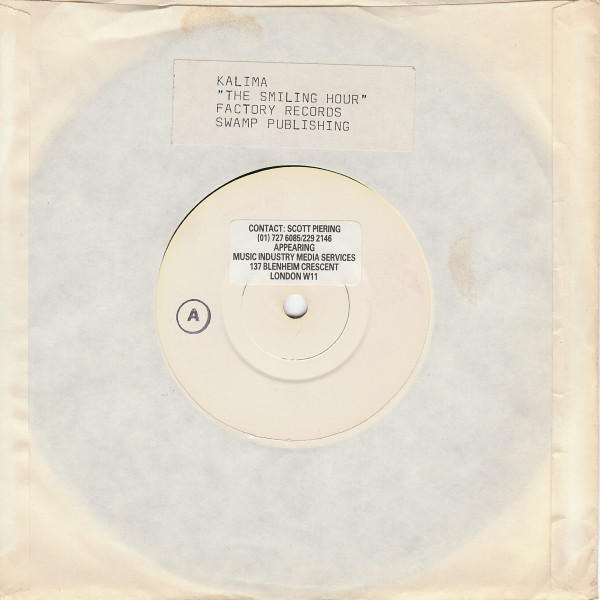 KALIMA
"THE SMILING HOUR"
FACTORY RECORDS
SWAMP PUBLISHING
CONTACT: SCOTT PIERING
(01) 727 6085/229 2146
APPEARING
MUSIC INDUSTRY MEDIA SERVICES
137 BLENHEIM CRESCENT
LONDON W11
A